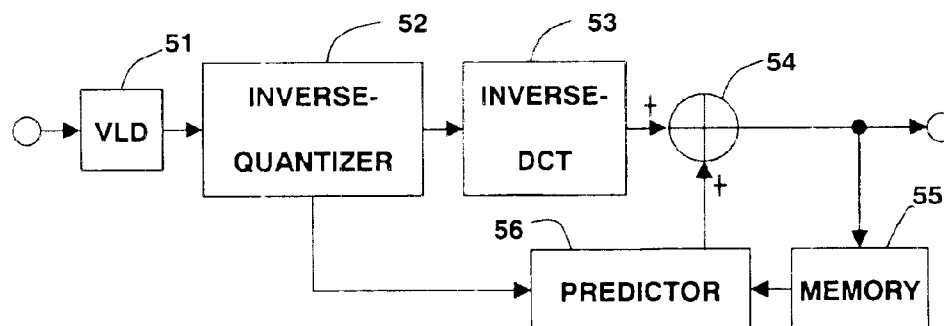 51
52
53
54
VLD
INVERSE-
QUANTIZER
INVERSE-
DCT
+
+
56
55
PREDICTOR
MEMORY